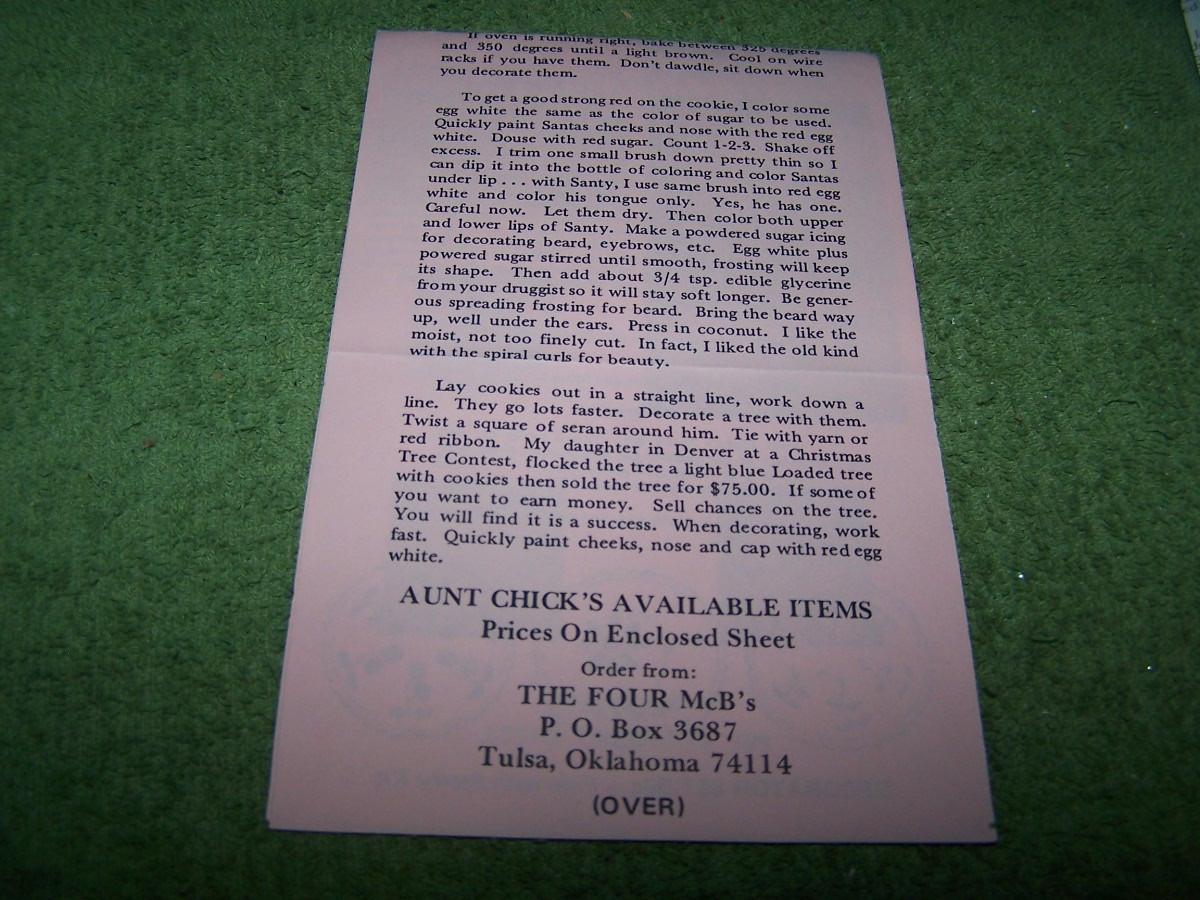 If oven is running right, bake between 325 degrees
and 350 degrees until a light brown. Cool on wire
racks if you have them. Don't dawdle, sit down when
you decorate them.
To get a good strong red on the cookie, I color some
egg white the same as the color of sugar to be used.
Quickly paint Santas cheeks and nose with the red egg
white. Douse with red sugar. Count 1-2-3. Shake off
excess. I trim one small brush down pretty thin so I
can dip it into the bottle of coloring and color Santas
under lip . . . with Santy, I use same brush into red egg
white and color his tongue only. Yes, he has one.
Careful now. Let them dry. Then color both upper
and lower lips of Santy. Make a powdered sugar icing
for decorating beard, eyebrows, etc. Egg white plus
powered sugar stirred until smooth, frosting will keep
its shape. Then add about 3/4 tsp. edible glycerine
from your druggist so it will stay soft longer. Be gener-
ous spreading frosting for beard. Bring the beard way
up, well under the ears. Press in coconut. I like the
moist, not too finely cut. In fact, I liked the old kind
with the spiral curls for beauty.
Lay cookies out in a straight line, work down a
line. They go lots faster. Decorate a tree with them.
Twist a square of seran around him. Tie with yarn or
red ribbon. My daughter in Denver at a Christmas
Tree Contest, flocked the tree a light blue Loaded tree
with cookies then sold the tree for $75.00. If some of
you want to earn money. Sell chances on the tree.
You will find it is a success. When decorating, work
fast. Quickly paint cheeks, nose and cap with red egg
white.
AUNT CHICK'S AVAILABLE ITEMS
Prices On Enclosed Sheet
Order from:
THE FOUR McB's
P. O. Box 3687
Tulsa, Oklahoma 74114
(OVER)